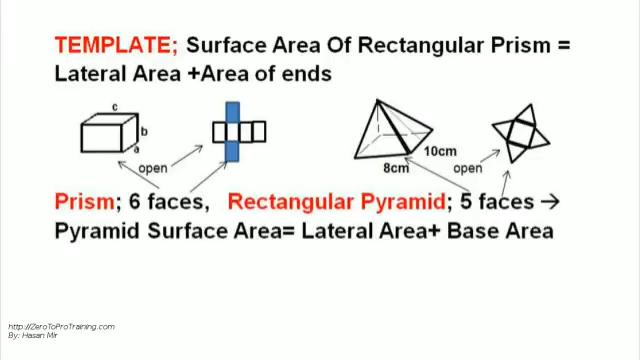 TEMPLATE; Surface Area Of Rectangular Prism =
Lateral Area +Area of ends
c
b
a
open
10cm
8cm
open
Prism; 6 faces, Rectangular Pyramid; 5 faces →
Pyramid Surface Area= Lateral Area+ Base Area
http://ZeroToProTraining.com
By: Hasan Mir